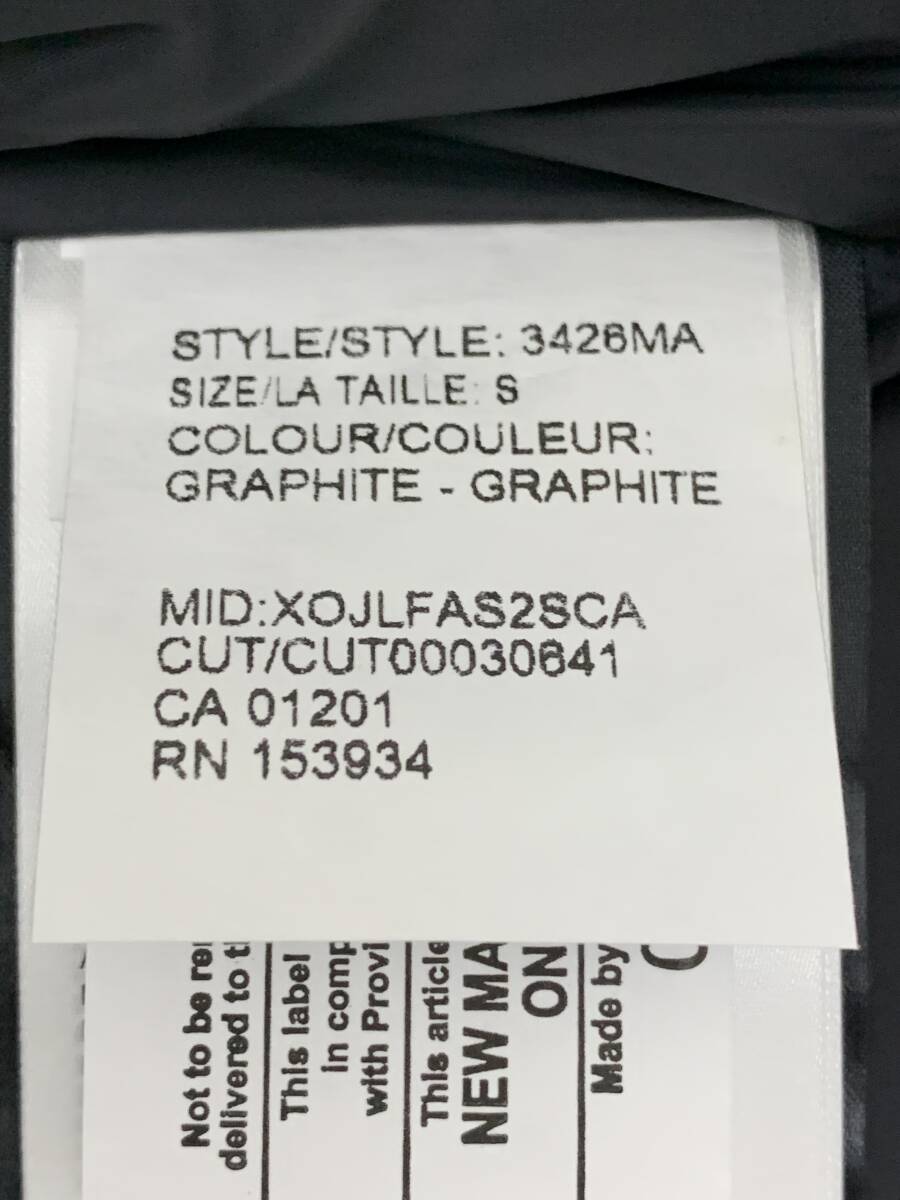 STYLE/STYLE: 3426MA
SIZE/LA TAILLE: S
COLOUR/COULEUR:
GRAPHITE - GRAPHITE
MID:XOJLFAS2SCA
CUT/CUT00030641
CA 01201
RN 153934
Not to be re
delivered to t
This label
in comp
with Provi
This article
NEW MA
ON
Made by